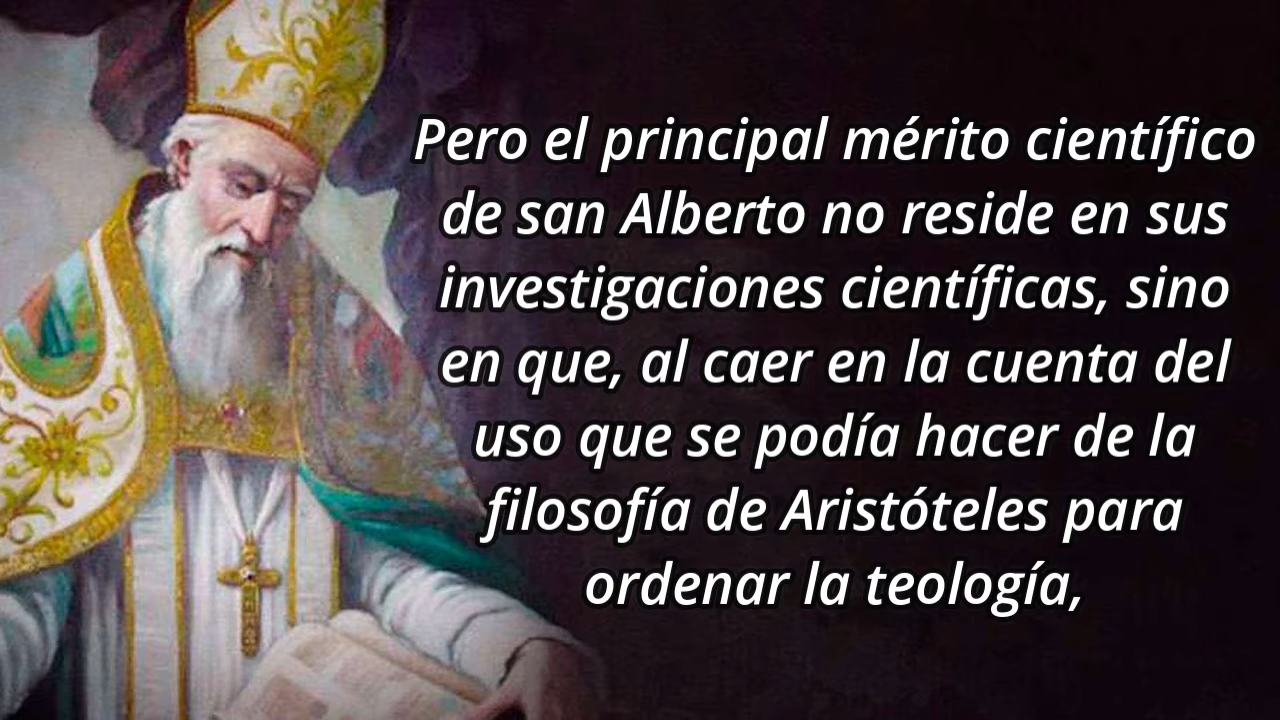 Pero el principal mérito científico
de san Alberto no reside en sus
investigaciones científicas, sino
en que, al caer en la cuenta del
uso que se podía hacer de la
filosofía de Aristóteles para
ordenar la teología,